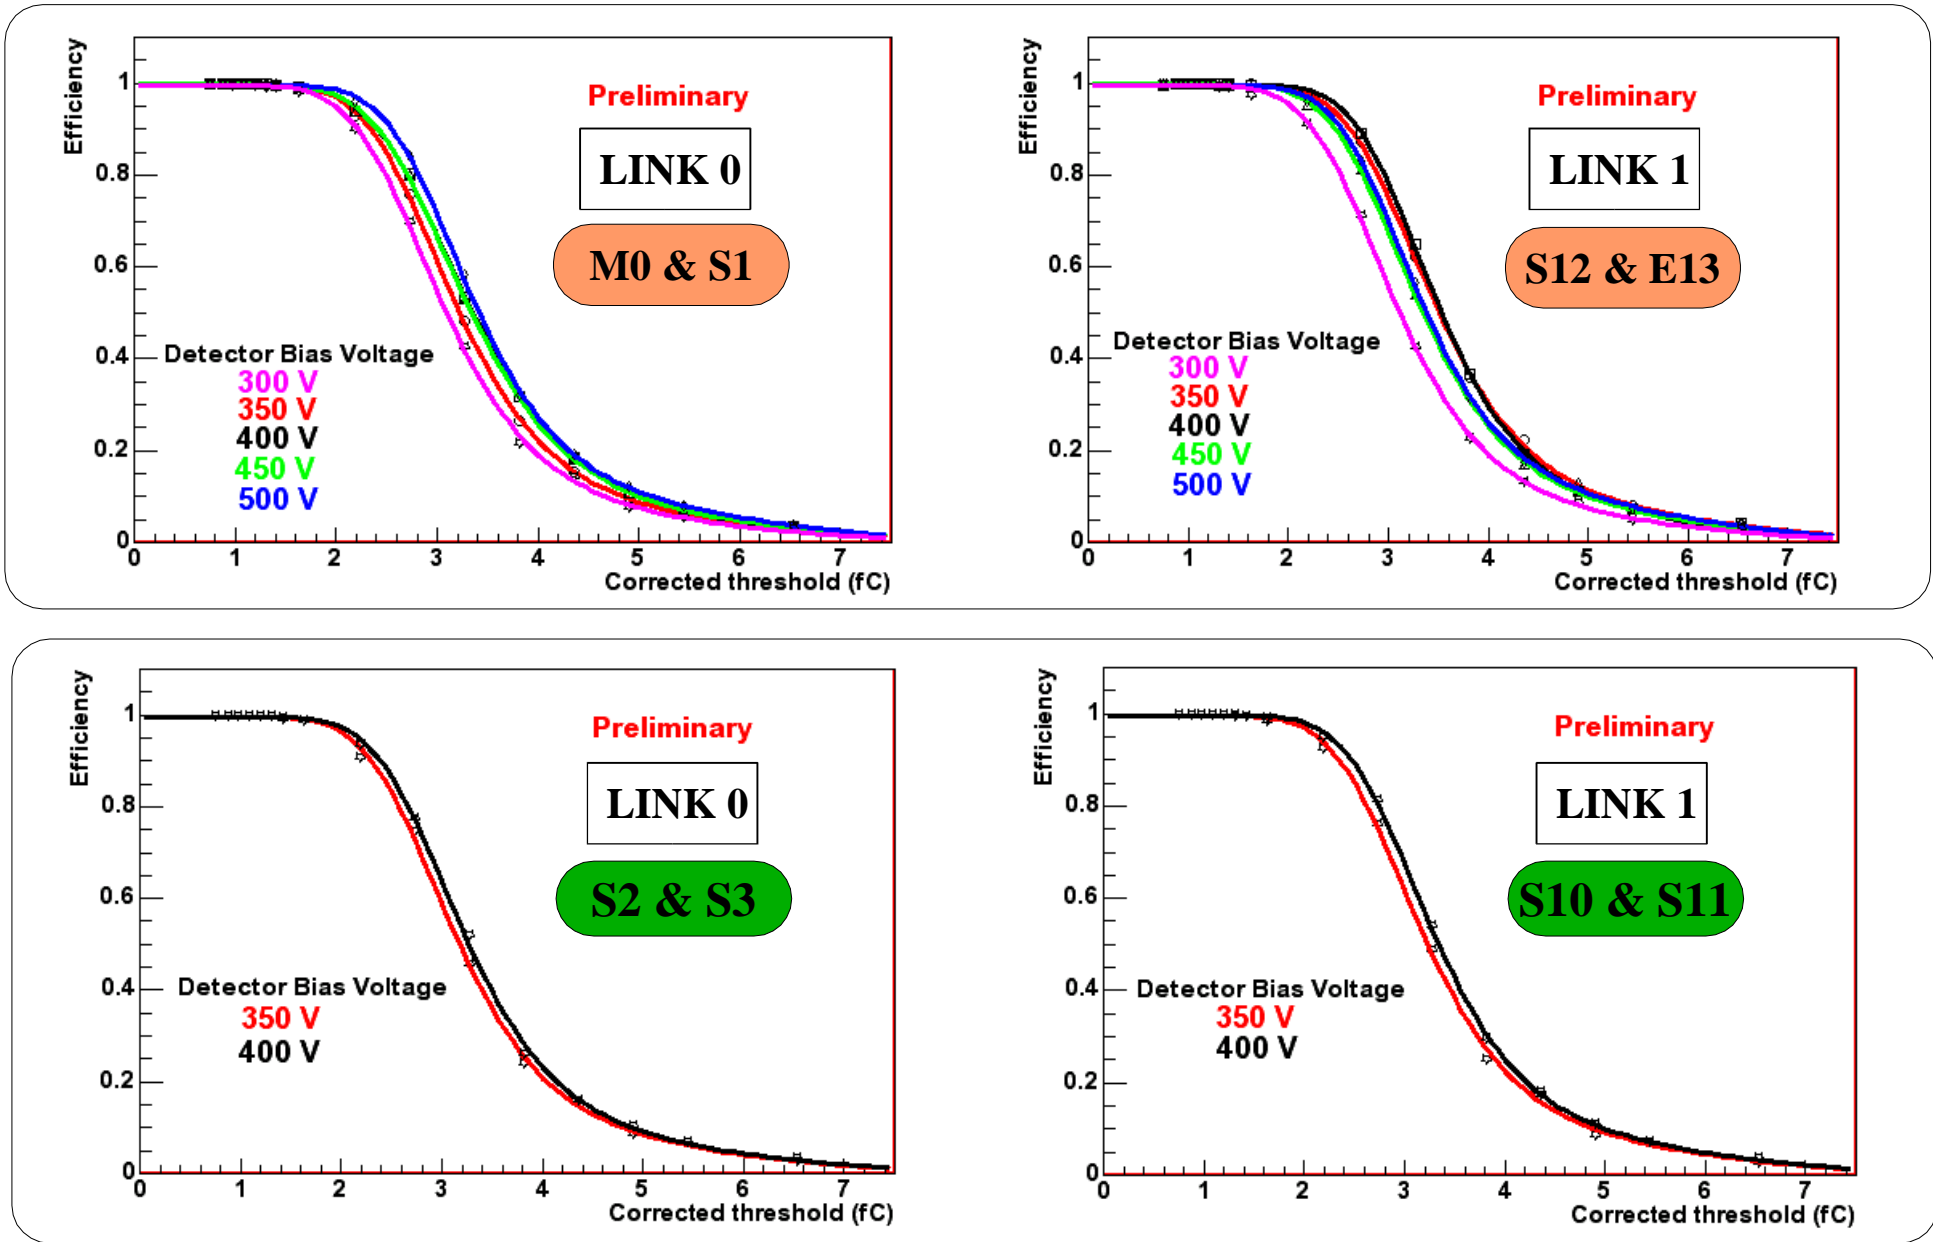 Efficiency
1
0.8
0.6
0.4
0.2
0
0 1 2 3 4 5 6 7
Corrected threshold (fC)
Preliminary
LINK 0
M0 & S1
Detector Bias Voltage
300 V
350 V
400 V
450 V
500 V
Efficiency
1
0.8
0.6
0.4
0.2
0
0 1 2 3 4 5 6 7
Corrected threshold (fC)
Preliminary
LINK 1
S12 & E13
Detector Bias Voltage
300 V
350 V
400 V
450 V
500 V
Efficiency
1
0.8
0.6
0.4
0.2
0
0 1 2 3 4 5 6 7
Corrected threshold (fC)
Preliminary
LINK 0
S2 & S3
Detector Bias Voltage
350 V
400 V
Efficiency
1
0.8
0.6
0.4
0.2
0
0 1 2 3 4 5 6 7
Corrected threshold (fC)
Preliminary
LINK 1
S10 & S11
Detector Bias Voltage
350 V
400 V